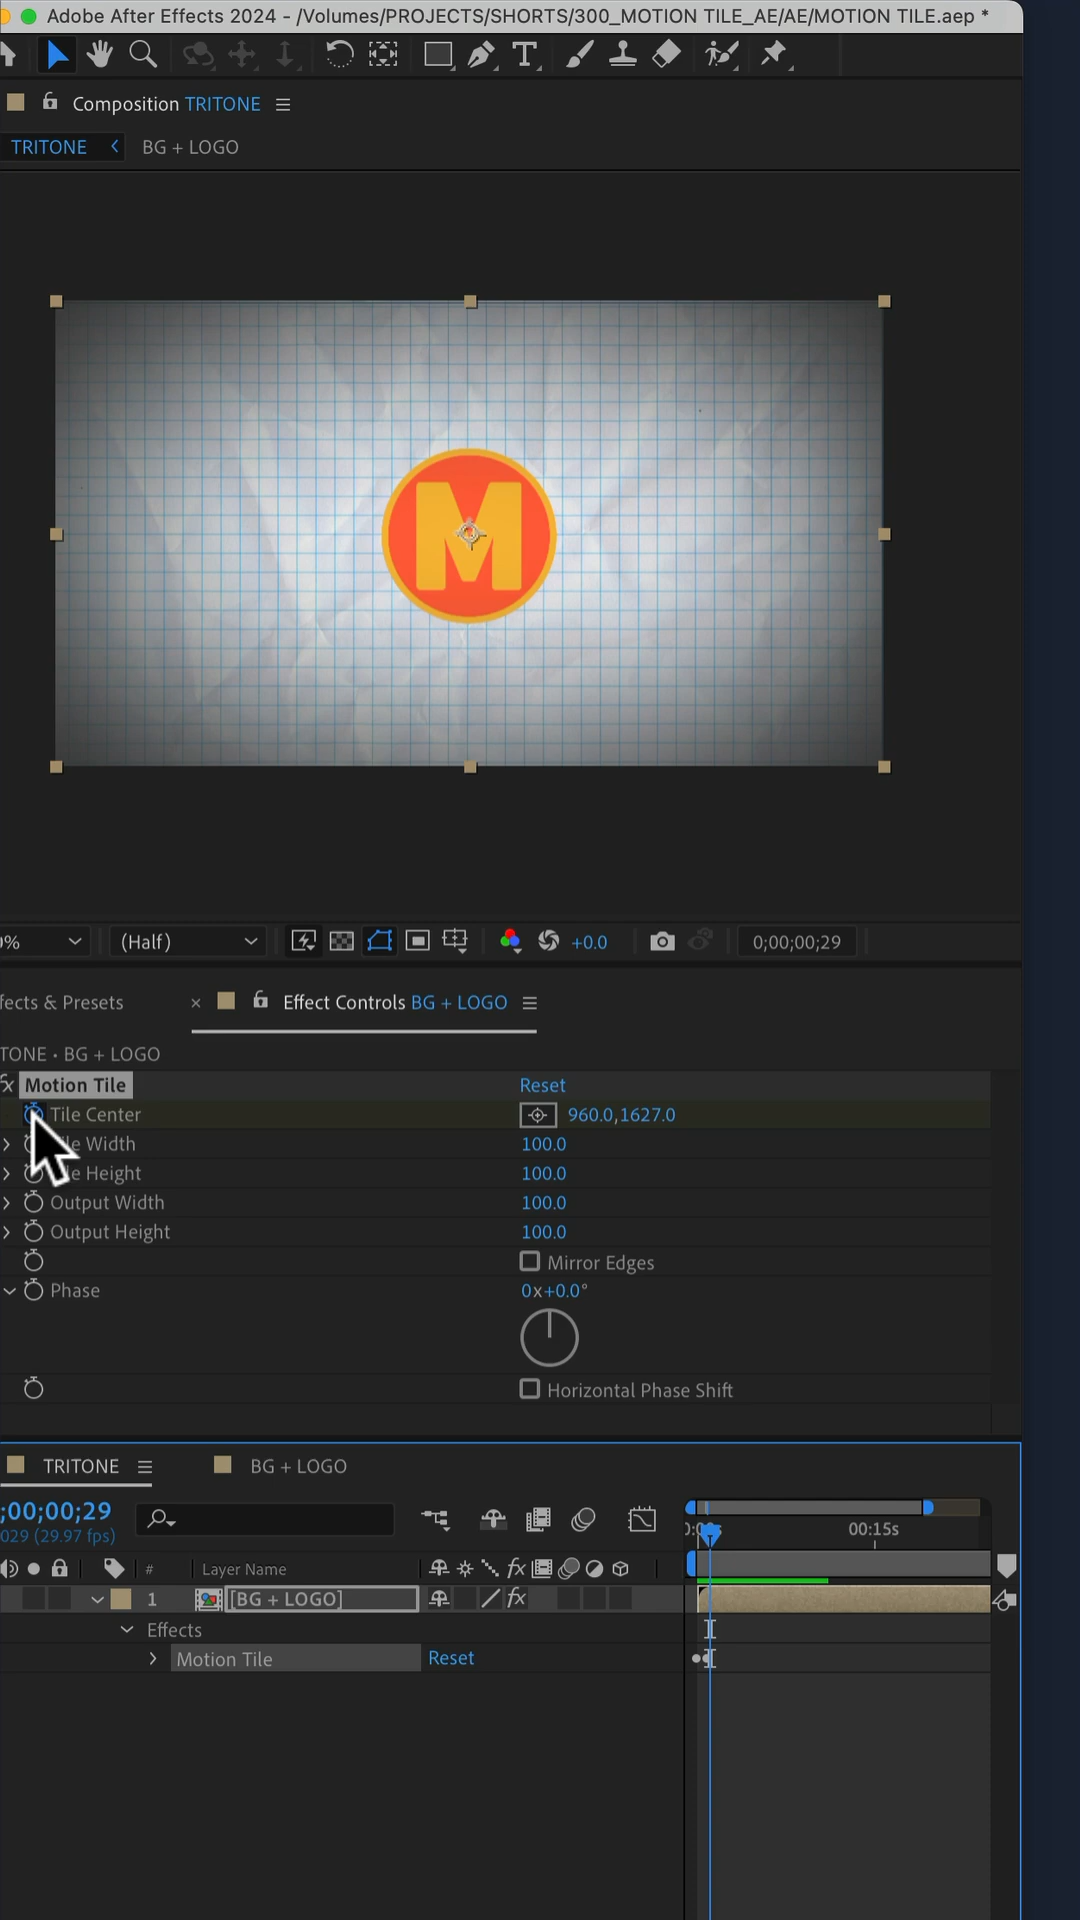 Adobe After Effects 2024 - /Volumes/PROJECTS/SHORTS/300_MOTION TILE_AE/AE/MOTION TILE.aep *
T
Composition TRITONE
TRITONE BG + LOGO
M
% (Half) +0.0 0;00;00;29
fects & Presets × Effect Controls BG + LOGO
TONE • BG + LOGO
fx Motion Tile Reset
Tile Center 960.0,1627.0
Width 100.0
Height 100.0
Output Width 100.0
Output Height 100.0
Mirror Edges
Phase 0x+0.0°
Horizontal Phase Shift
TRITONE BG + LOGO
;00;00;29
029 (29.97 fps) 00:15s
# Layer Name fx
1 [BG + LOGO] fx
Effects
Motion Tile Reset